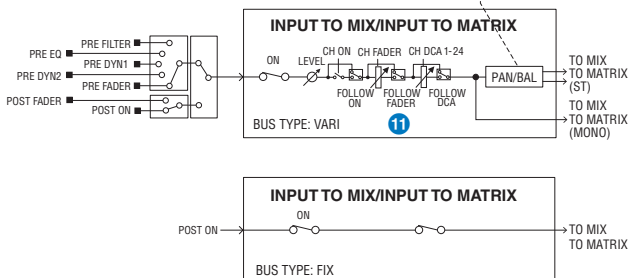 INPUT TO MIX/INPUT TO MATRIX
PRE FILTER
PRE EQ
PRE DYN1
PRE DYN2
PRE FADER
POST FADER
POST ON
ON
LEVEL
CH ON
CH FADER
CH DCA 1-24
FOLLOW
ON
FOLLOW
FADER
FOLLOW
DCA
PAN/BAL
TO MIX
TO MATRIX
(ST)
TO MIX
TO MATRIX
(MONO)
BUS TYPE: VARI
11
INPUT TO MIX/INPUT TO MATRIX
ON
POST ON
TO MIX
TO MATRIX
BUS TYPE: FIX